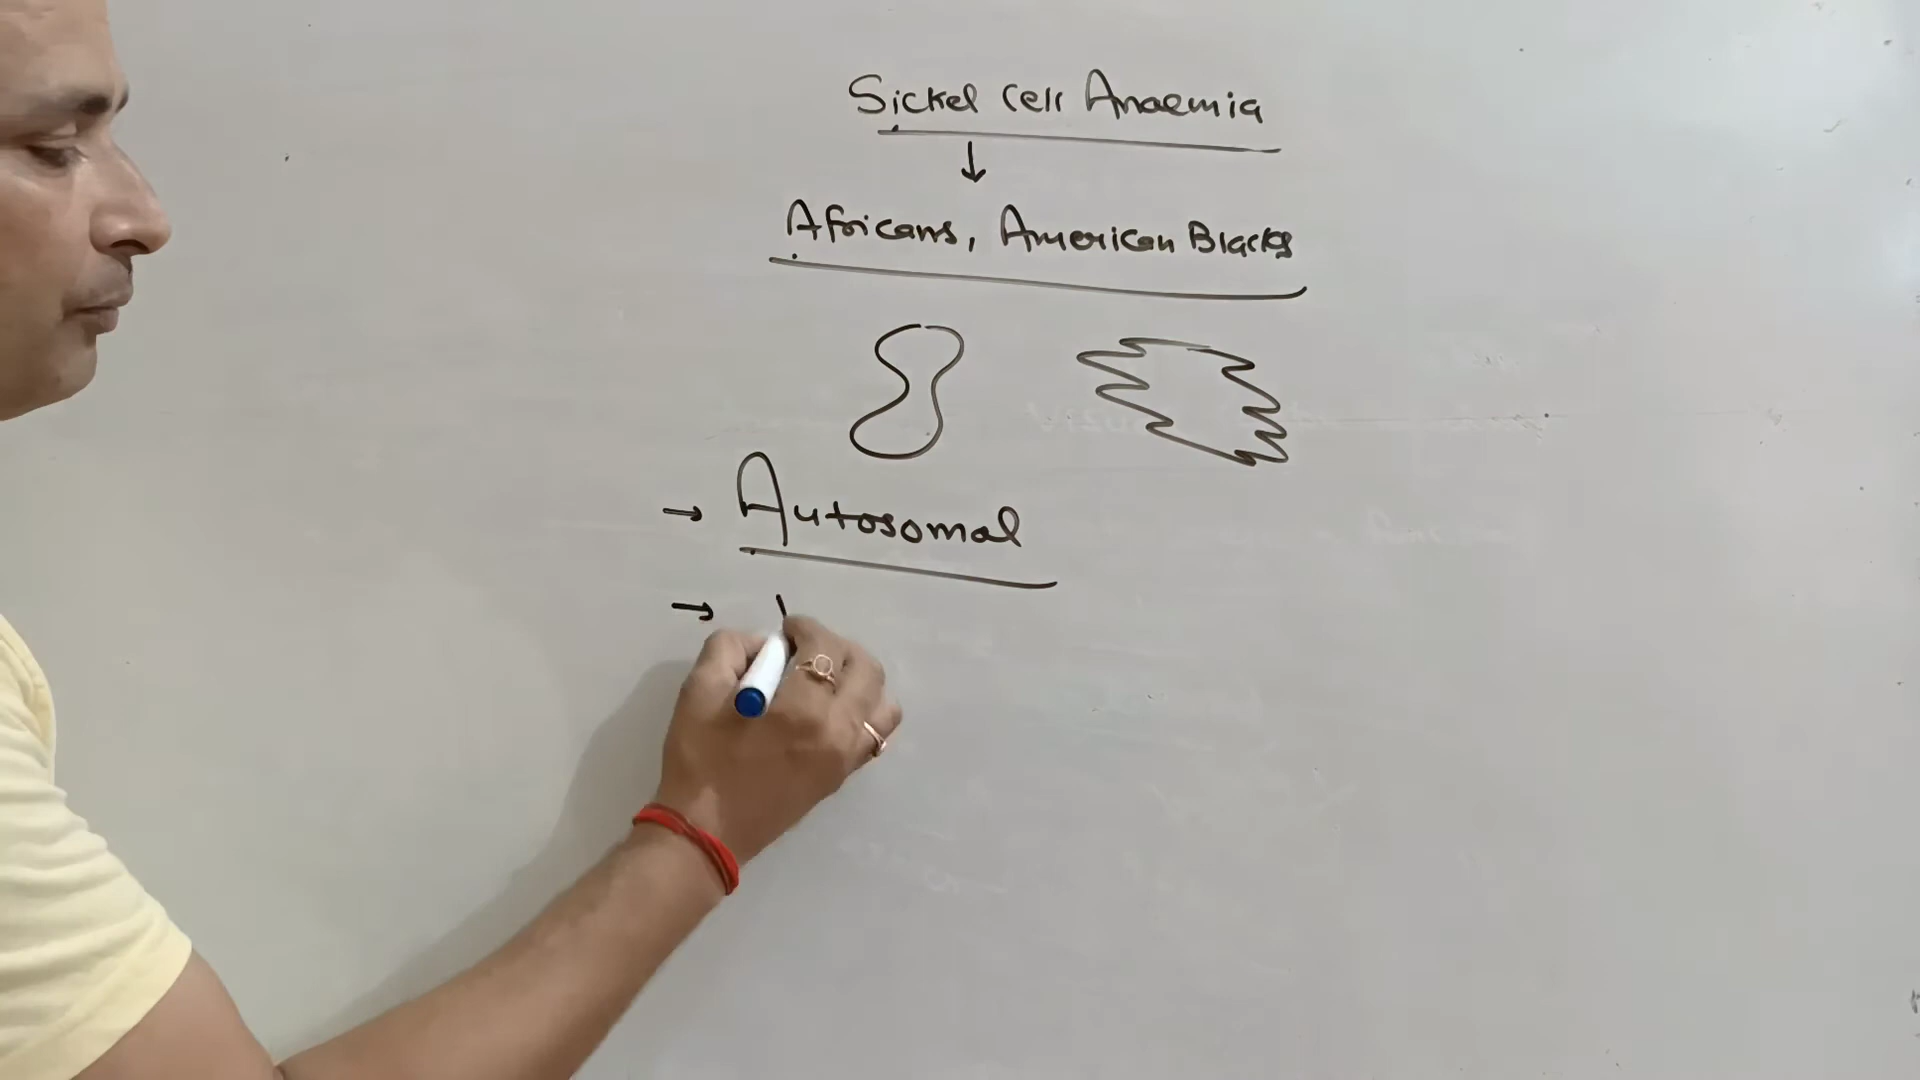 Sickel Cell Anaemia
↓
Africans, American Blacks
→ Autosomal
→